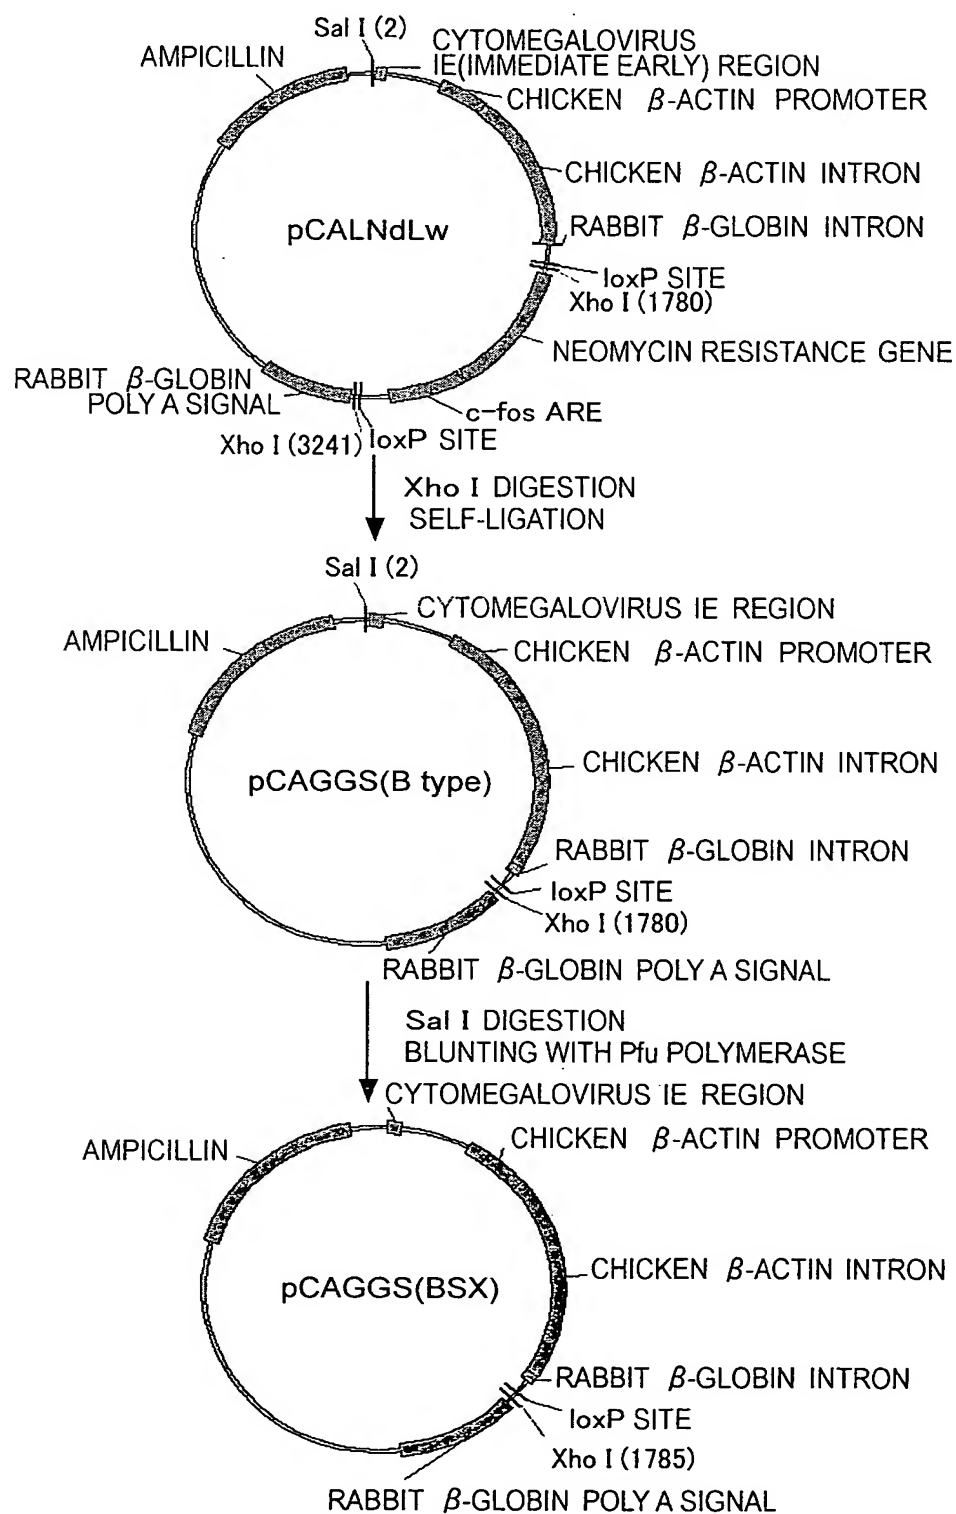 Sal I (2)
CYTOMEGALOVIRUS
IE(IMMEDIATE EARLY) REGION
AMPICILLIN
CHICKEN β-ACTIN PROMOTER
CHICKEN β-ACTIN INTRON
RABBIT β-GLOBIN INTRON
pCALNdLw
loxP SITE
Xho I (1780)
NEOMYCIN RESISTANCE GENE
RABBIT β-GLOBIN
POLY A SIGNAL
c-fos ARE
Xho I (3241)
loxP SITE
Xho I DIGESTION
SELF-LIGATION
Sal I (2)
CYTOMEGALOVIRUS IE REGION
AMPICILLIN
CHICKEN β-ACTIN PROMOTER
CHICKEN β-ACTIN INTRON
pCAGGS(B type)
RABBIT β-GLOBIN INTRON
loxP SITE
Xho I (1780)
RABBIT β-GLOBIN POLY A SIGNAL
Sal I DIGESTION
BLUNTING WITH Pfu POLYMERASE
CYTOMEGALOVIRUS IE REGION
CHICKEN β-ACTIN PROMOTER
AMPICILLIN
CHICKEN β-ACTIN INTRON
pCAGGS(BSX)
RABBIT β-GLOBIN INTRON
loxP SITE
Xho I (1785)
RABBIT β-GLOBIN POLY A SIGNAL